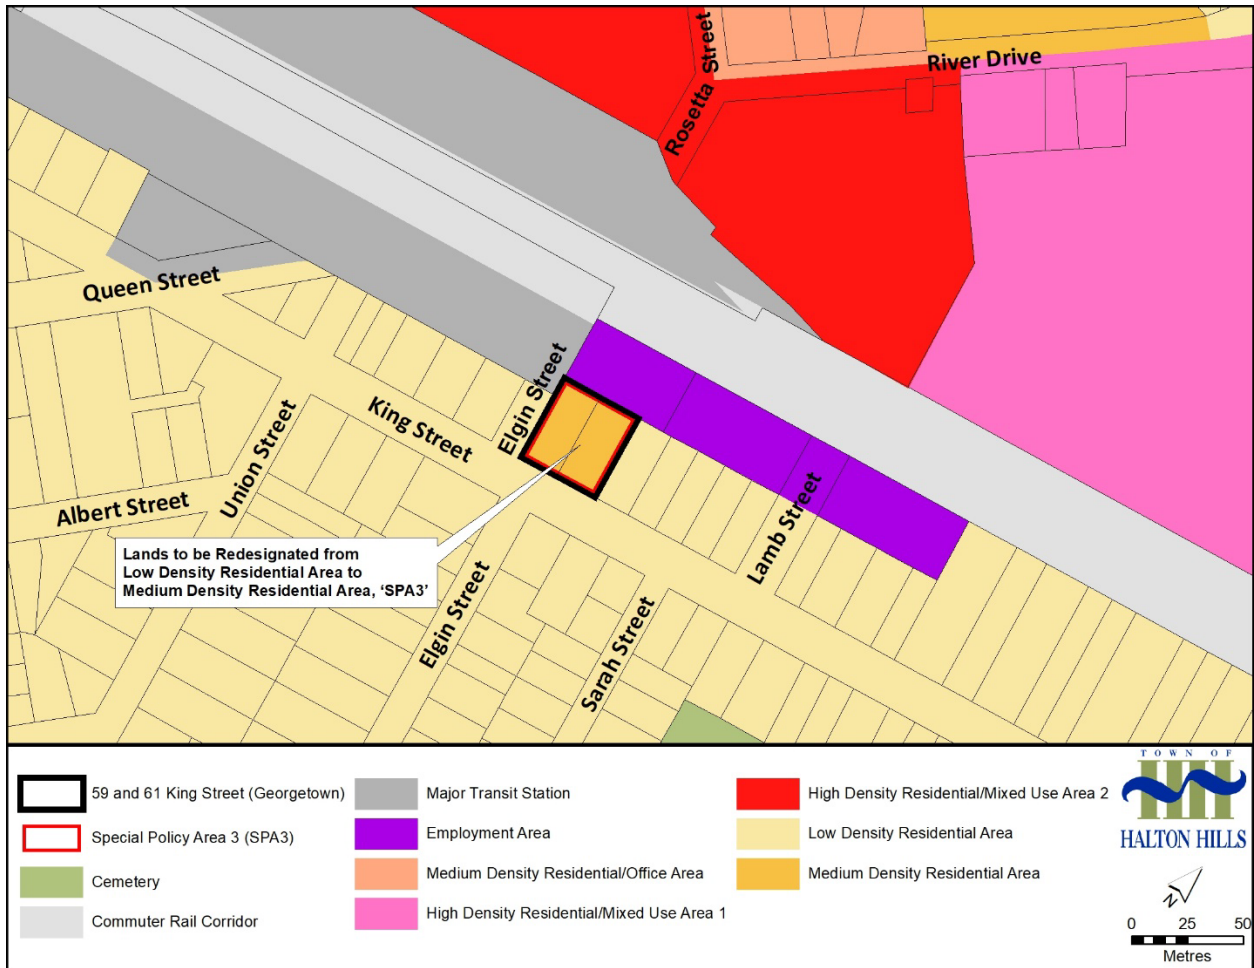 Rosetta Street
River Drive
Queen Street
Elgin Street
King Street
Union Street
Albert Street
Lamb Street
Lands to be Redesignated from
Low Density Residential Area to
Medium Density Residential Area, ‘SPA3’
Elgin Street
Sarah Street
59 and 61 King Street (Georgetown)
Special Policy Area 3 (SPA3)
Cemetery
Commuter Rail Corridor
Major Transit Station
Employment Area
Medium Density Residential/Office Area
High Density Residential/Mixed Use Area 1
High Density Residential/Mixed Use Area 2
Low Density Residential Area
Medium Density Residential Area
TOWN OF
HALTON HILLS
N
0 25 50
Metres